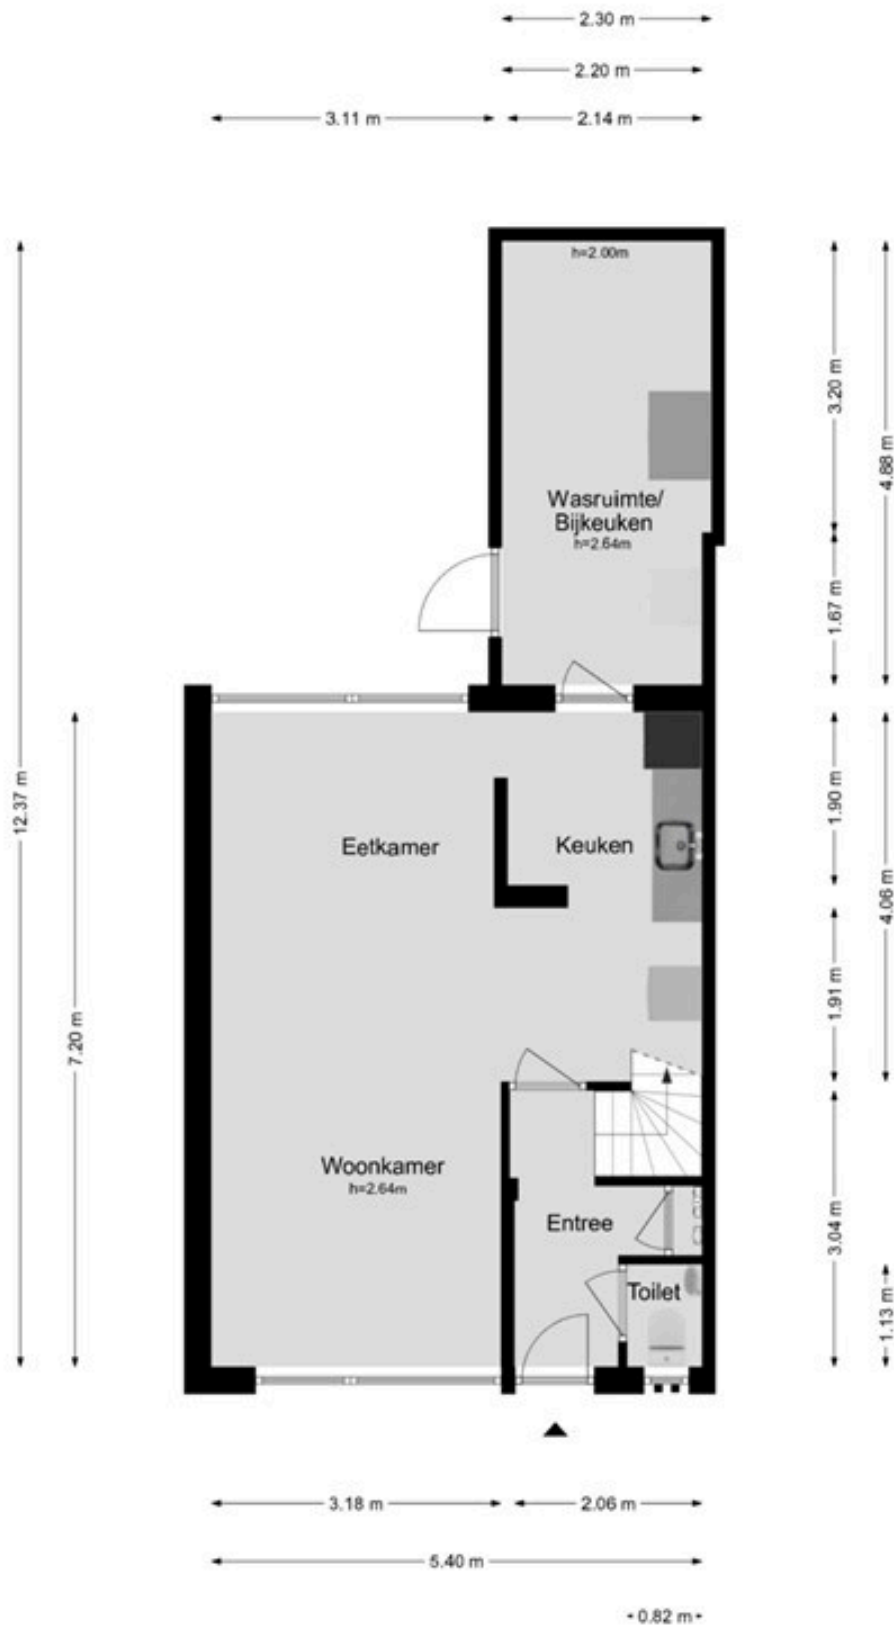 2.30 m
2.20 m
3.11 m
2.14 m
h=2.00m
3.20 m
4.88 m
Wasruimte/
Bijkeuken
h=2.64m
1.67 m
12.37 m
7.20 m
Eetkamer
Keuken
1.90 m
4.06 m
1.91 m
Woonkamer
h=2.64m
Entree
3.04 m
Toilet
1.13 m
3.18 m
2.06 m
5.40 m
0.82 m